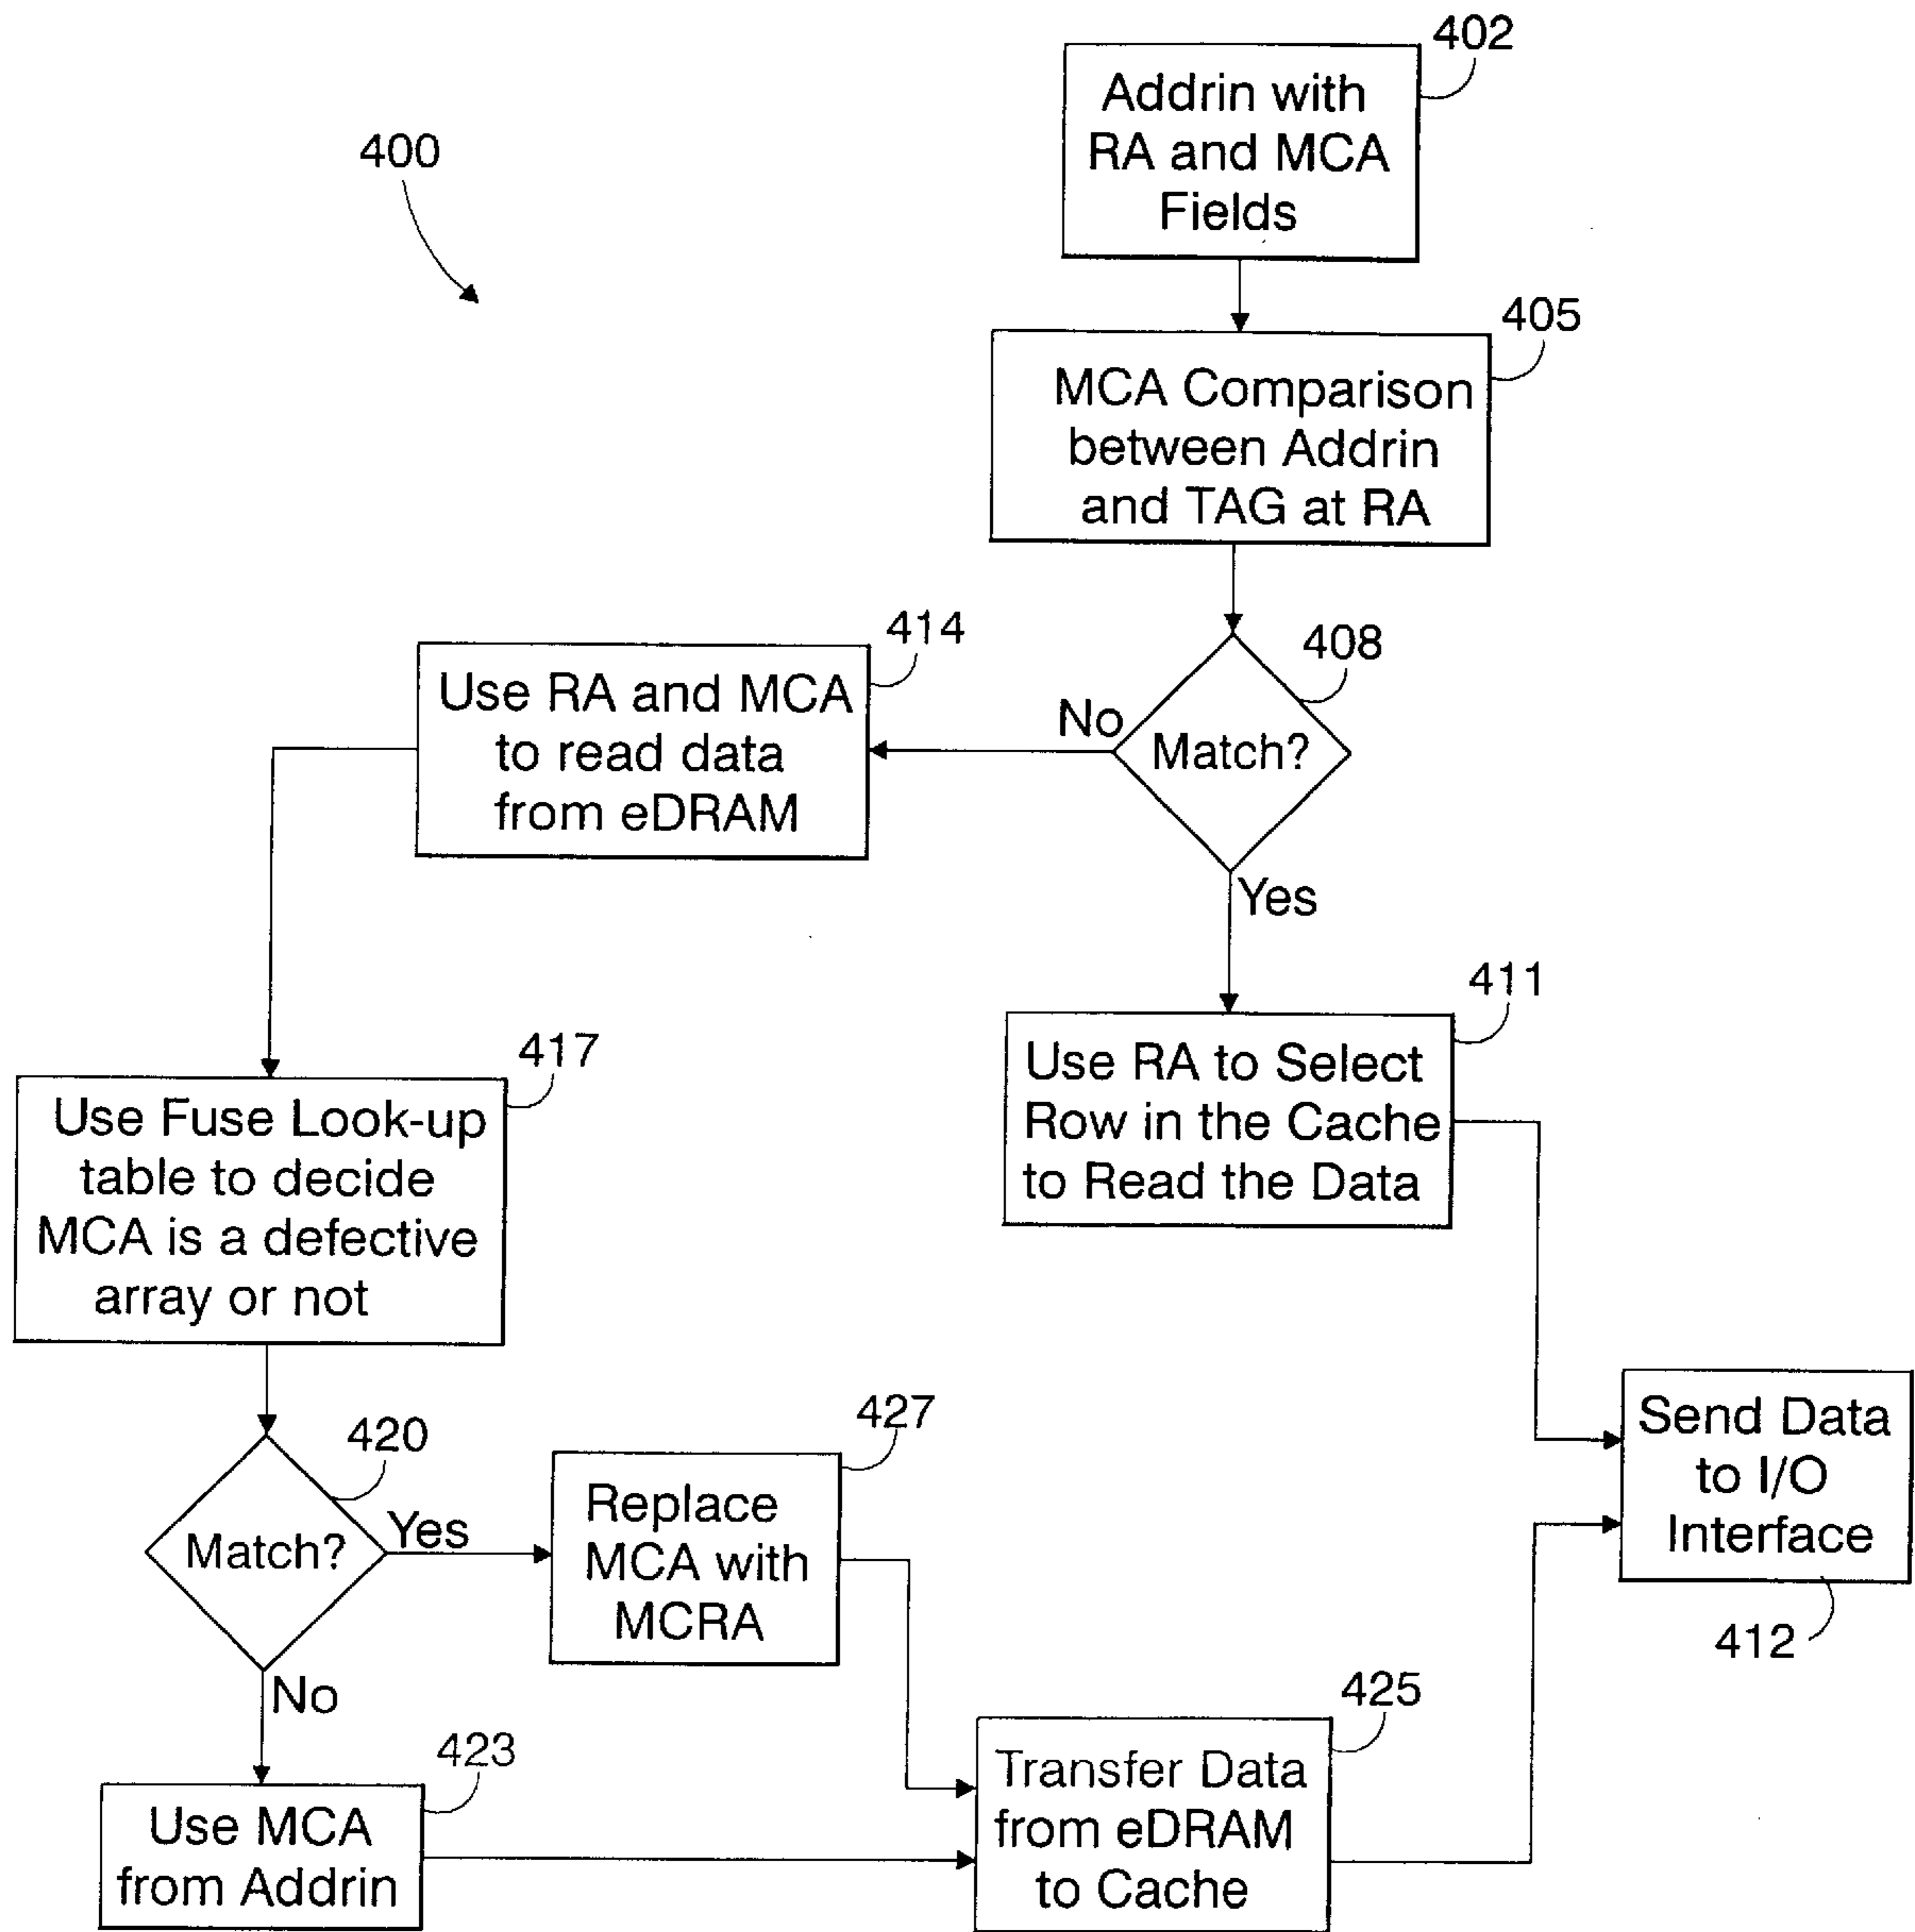 402
Addrin with
RA and MCA
Fields
400
405
MCA Comparison
between Addrin
and TAG at RA
414
408
Use RA and MCA
to read data
from eDRAM
No
Match?
Yes
411
Use RA to Select
Row in the Cache
to Read the Data
417
Use Fuse Look-up
table to decide
MCA is a defective
array or not
420
Match?
Yes
427
Replace
MCA with
MCRA
Send Data
to I/O
Interface
412
No
423
Use MCA
from Addrin
425
Transfer Data
from eDRAM
to Cache